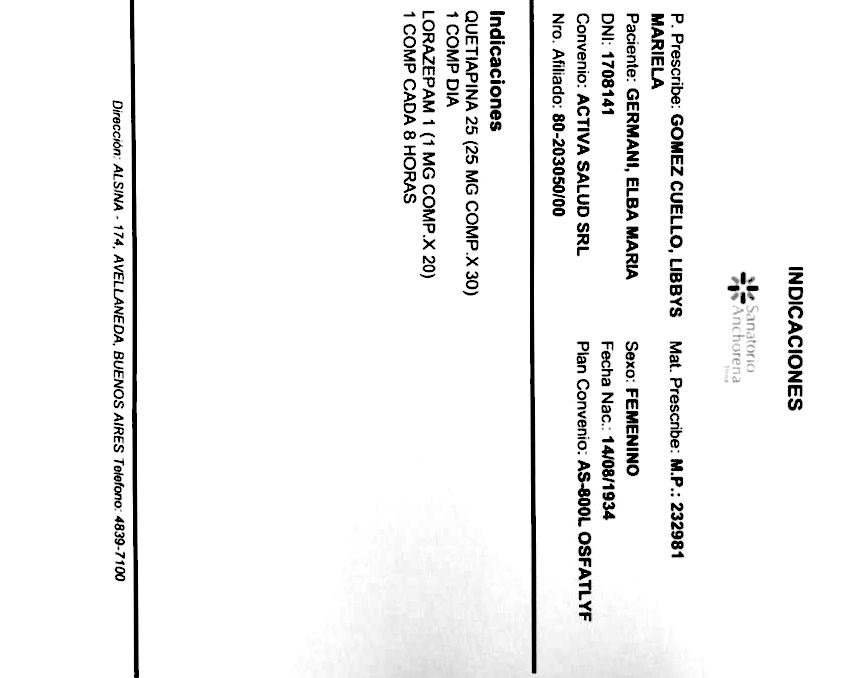 INDICACIONES
Sanatorio
Anchorena
P. Prescribe: GOMEZ CUELLO, LIBBYS MARIELA
Mat. Prescribe: M.P.: 232981
Paciente: GERMANI, ELBA MARIA
Sexo: FEMENINO
DNI: 1708141
Fecha Nac.: 14/08/1934
Convenio: ACTIVA SALUD SRL
Plan Convenio: AS-800L OSFATLYF
Nro. Afiliado: 80-203050/00
Indicaciones
QUETIAPINA 25 (25 MG COMP.X 30)
1 COMP DIA
LORAZEPAM 1 (1 MG COMP.X 20)
1 COMP CADA 8 HORAS
Dirección: ALSINA - 174, AVELLANEDA, BUENOS AIRES Telefono: 4839-7100